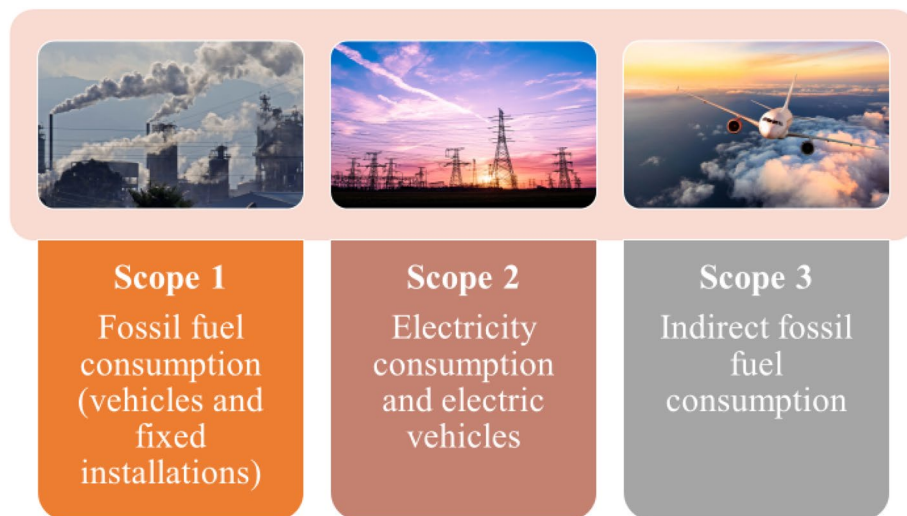 Scope 1
Fossil fuel
consumption
(vehicles and
fixed
installations)
Scope 2
Electricity
consumption
and electric
vehicles
Scope 3
Indirect fossil
fuel
consumption